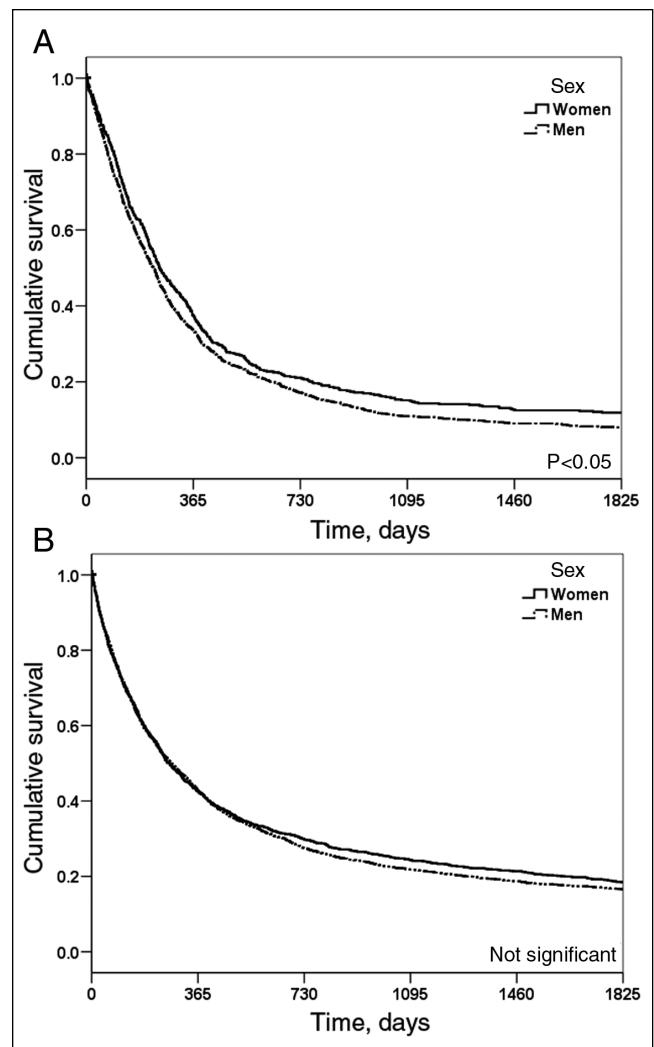 A
Sex
Women
Men
Cumulative survival
1.0
0.8
0.6
0.4
0.2
0.0
P<0.05
0 365 730 1095 1460 1825
Time, days
B
Sex
Women
Men
Cumulative survival
1.0
0.8
0.6
0.4
0.2
0.0
Not significant
0 365 730 1095 1460 1825
Time, days